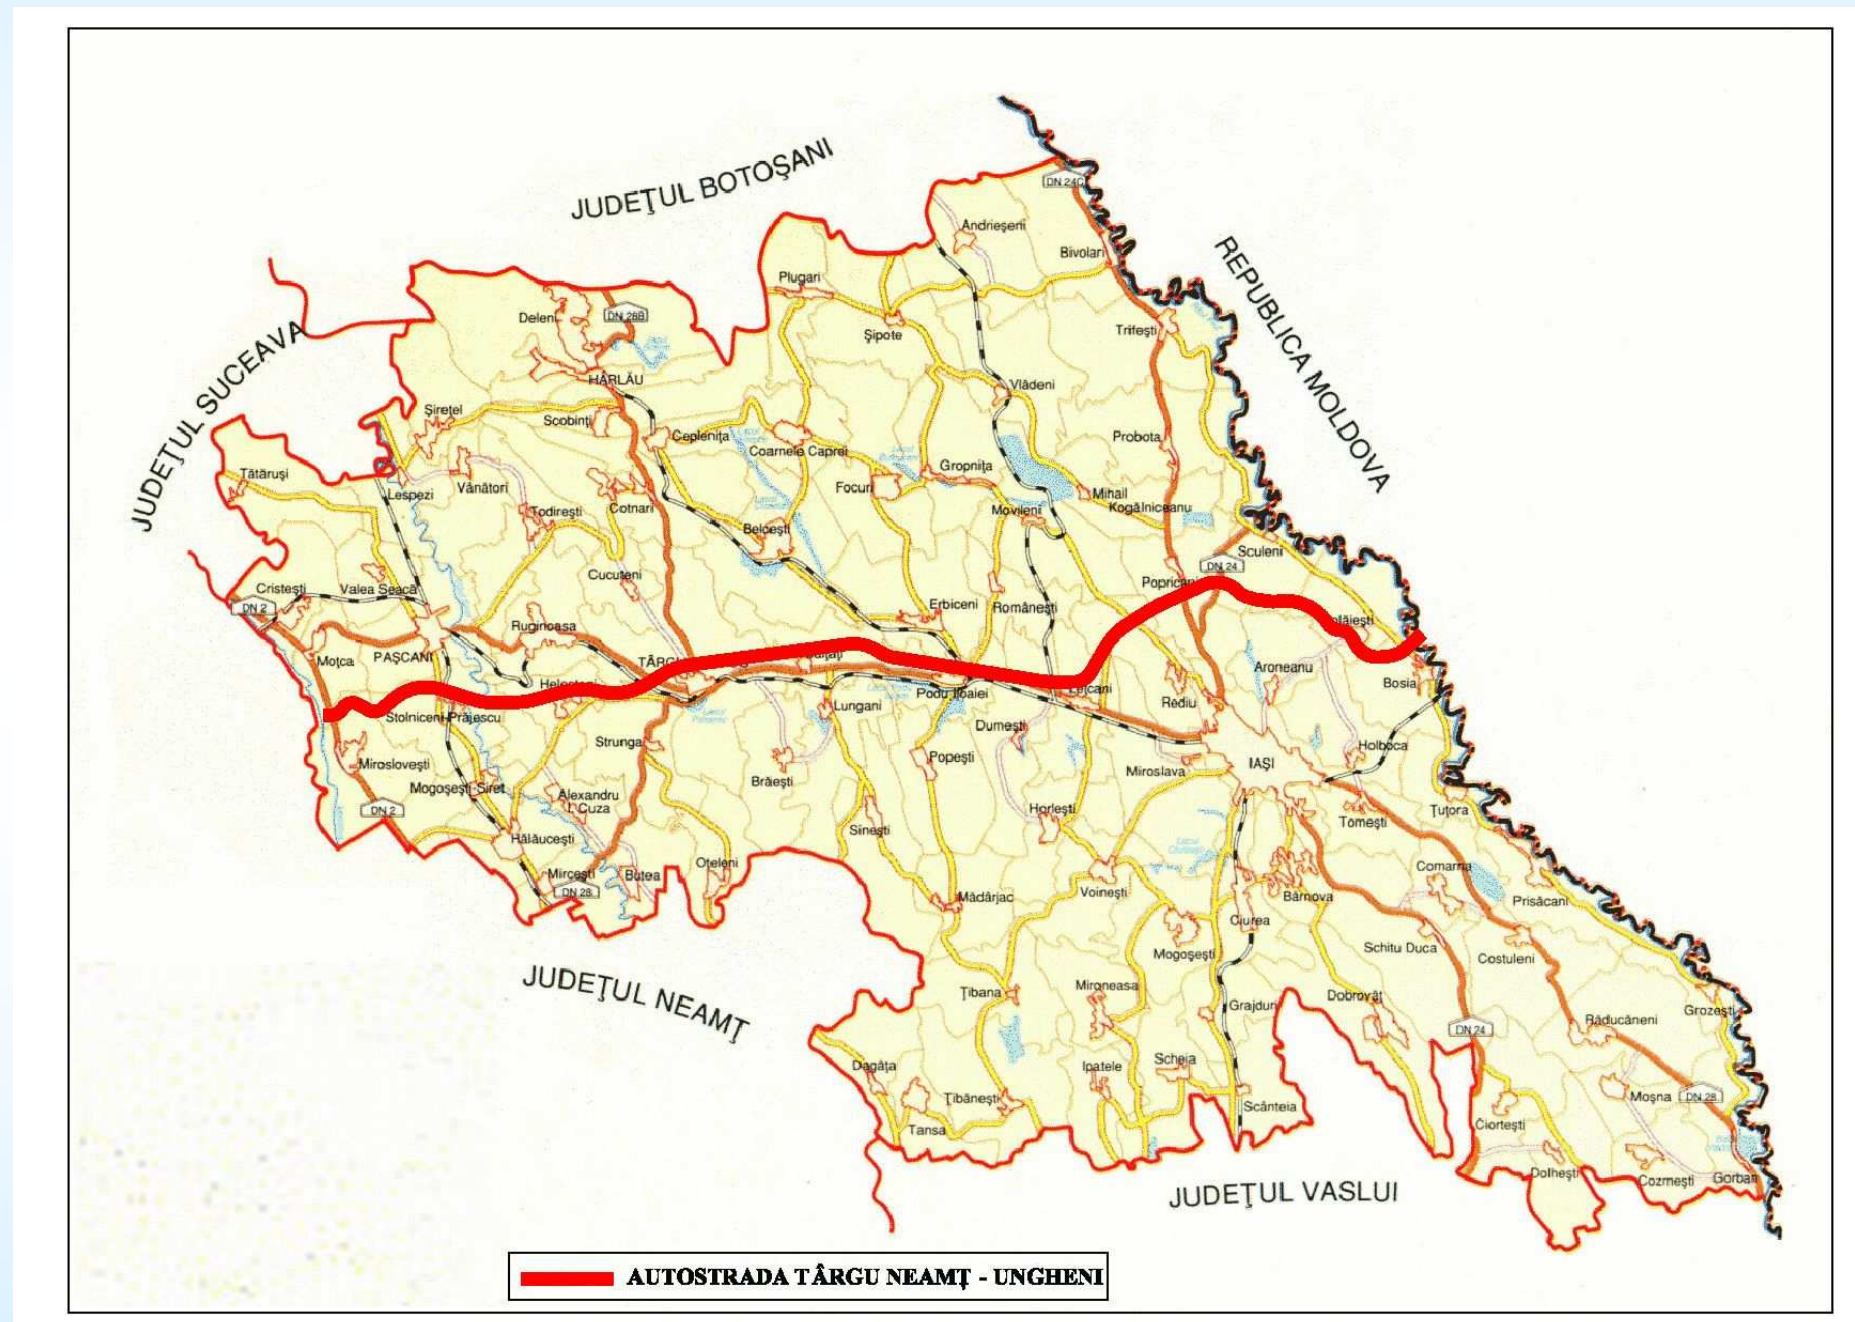 JUDEŢUL BOTOŞANI
DN 24C
Andrieşeni
REPUBLICA MOLDOVA
Bivolari
Plugari
Deleni
DN 28B
JUDEŢUL SUCEAVA
Şipote
Trifeşti
HÂRLĂU
Vlădeni
Şireţel
Scobinţi
Cepleniţa
Probota
Coarnele Caprei
Tătăruşi
Lespezi
Vânători
Focuri
Gropniţa
Mihail
Kogălniceanu
Cotnari
Todireşti
Movileni
Belceşti
Sculeni
DN 24
Cucuteni
Popricani
Cristeşti
Valea Seacă
DN 2
Erbiceni
Româneşti
Ruginoasa
Moţca
PAŞCANI
Aroneanu
Bosia
Podu Iloaiei
Leţcani
Rediu
Stolniceni-Prăjescu
Lungani
Dumeşti
Strunga
Holboca
Mirosloveşti
Popeşti
Miroslava
IAŞI
Brăieşti
Mogoşeşti-Siret
Alexandru
I. Cuza
DN 2
Horleşti
Ţuţora
Tomeşti
Sineşti
Hălăuceşti
Oţeleni
Comarna
Mirceşti
Butea
DN 28
Mădârjac
Voineşti
Bârnova
Prisăcani
Ciurea
Schitu Duca
Mogoşeşti
Costuleni
JUDEŢUL NEAMŢ
Ţibana
Mironeasa
Dobrovăţ
Grajduri
Grozeşti
Răducăneni
DN 24
Dagâţa
Ipatele
Scheia
Ţibăneşti
Scânteia
Moşna
DN 28
Tansa
Ciorteşti
Dolheşti
Cozmeşti
Gorban
JUDEŢUL VASLUI
AUTOSTRADA TÂRGU NEAMŢ - UNGHENI